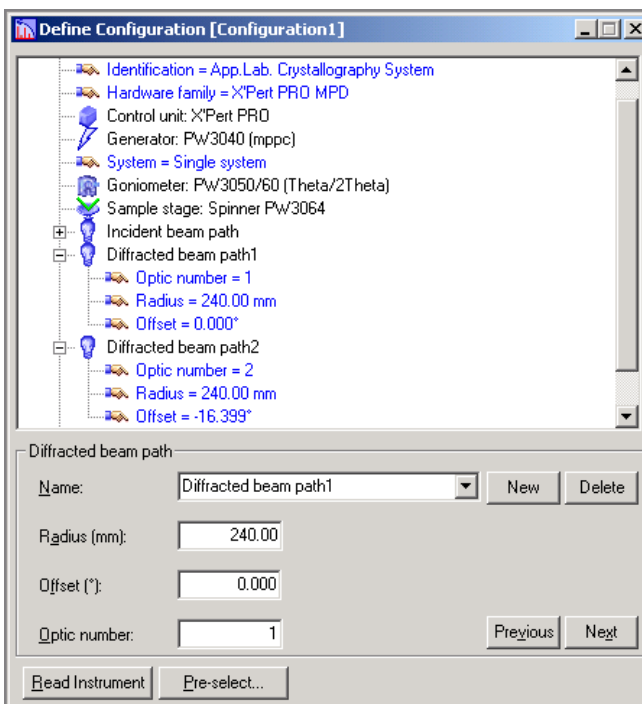 Define Configuration [Configuration1]
Identification = App.Lab. Crystallography System
Hardware family = X'Pert PRO MPD
Control unit: X'Pert PRO
Generator: PW3040 (mppc)
System = Single system
Goniometer: PW3050/60 (Theta/2Theta)
Sample stage: Spinner PW3064
Incident beam path
Diffracted beam path1
Optic number = 1
Radius = 240.00 mm
Offset = 0.000°
Diffracted beam path2
Optic number = 2
Radius = 240.00 mm
Offset = -16.399°
Diffracted beam path
Name: Diffracted beam path1 New Delete
Radius (mm): 240.00
Offset (°): 0.000
Optic number: 1 Previous Next
Read Instrument Pre-select...